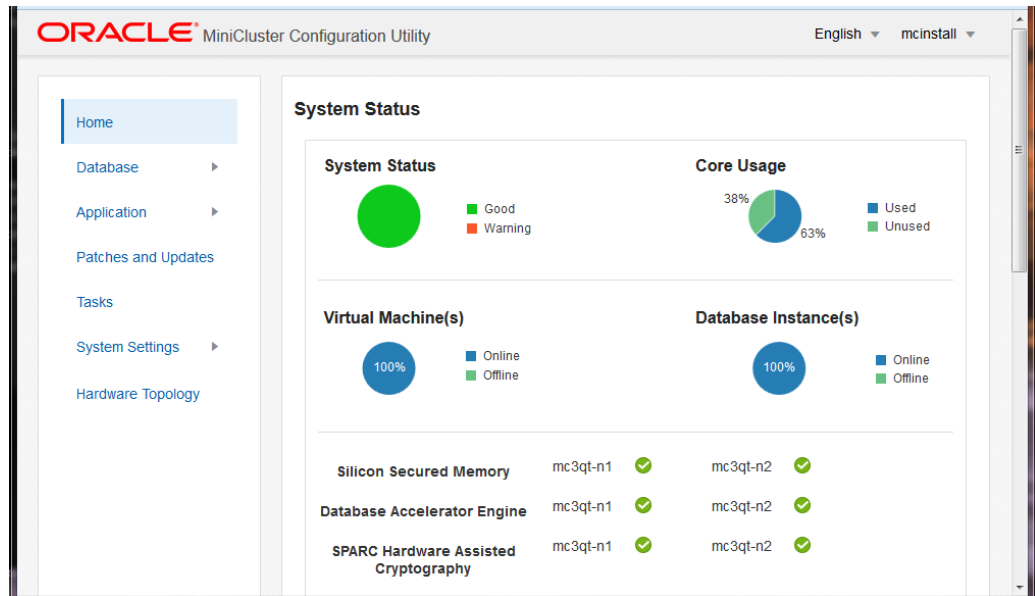 ORACLE MiniCluster Configuration Utility
English mcinstall
Home
Database
Application
Patches and Updates
Tasks
System Settings
Hardware Topology
System Status
System Status
Good
Warning
Core Usage
38%
63%
Used
Unused
Virtual Machine(s)
100%
Online
Offline
Database Instance(s)
100%
Online
Offline
Silicon Secured Memory mc3qt-n1 mc3qt-n2
Database Accelerator Engine mc3qt-n1 mc3qt-n2
SPARC Hardware Assisted mc3qt-n1 mc3qt-n2
Cryptography